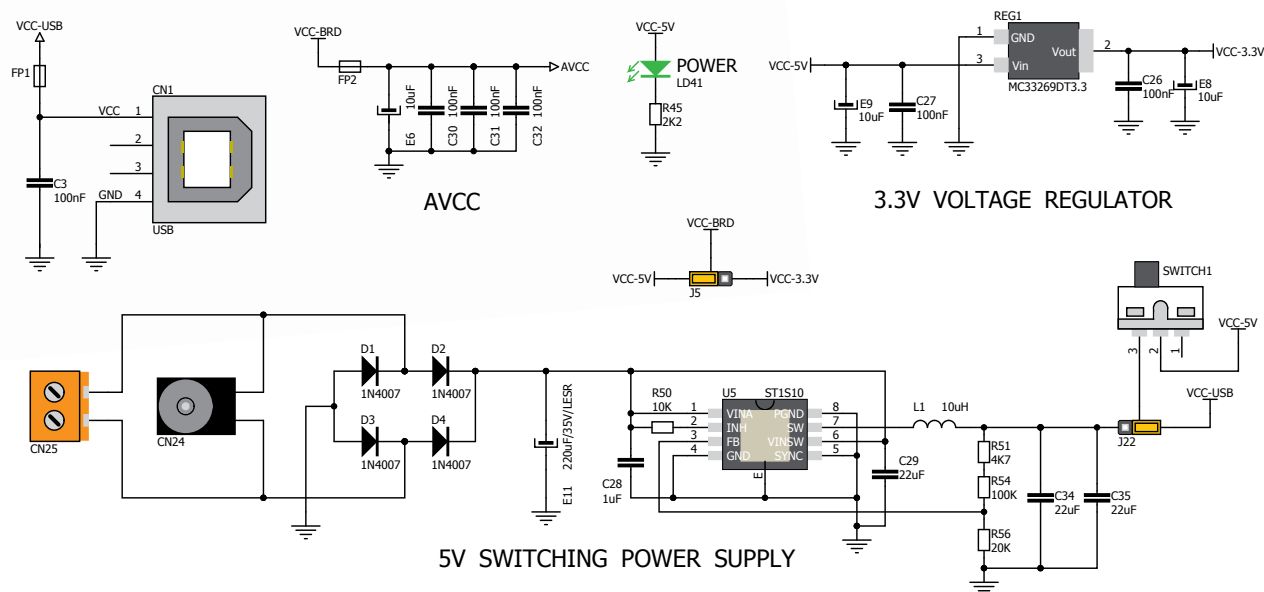 VCC-USB
FP1
CN1
VCC 1
2
3
GND 4
C3
100nF
USB
VCC-BRD
FP2
AVCC
10uF
100nF
100nF
100nF
E6
C30
C31
C32
AVCC
VCC-5V
POWER
LD41
R45
2K2
REG1
VCC-5V
1 GND
Vout 2
3 Vin
VCC-3.3V
MC33269DT3.3
E9
10uF
C27
100nF
C26
100nF
E8
10uF
3.3V VOLTAGE REGULATOR
VCC-BRD
VCC-5V
VCC-3.3V
J5
SWITCH1
3 2 1
VCC-5V
VCC-USB
J22
CN25
CN24
D1
1N4007
D2
1N4007
D3
1N4007
D4
1N4007
E11 220uF/35V/LESR
R50
10K
C28
1uF
U5 ST1S10
1 VINA PGND 8
2 INH SW 7
3 FB VINSW 6
4 GND SYNC 5
E
L1 10uH
C29
22uF
R51
4K7
R54
100K
R56
20K
C34
22uF
C35
22uF
5V SWITCHING POWER SUPPLY